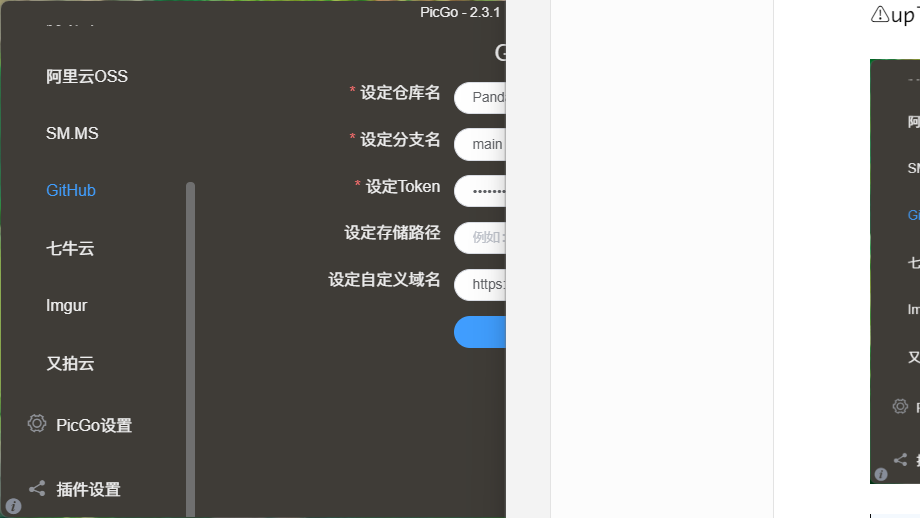 PicGo - 2.3.1
阿里云OSS
SM.MS
GitHub
七牛云
Imgur
又拍云
PicGo设置
插件设置
G
* 设定仓库名
Panda
* 设定分支名
main
* 设定Token
设定存储路径
例如:
设定自定义域名
https:
⚠up
阿
SM
Gi
七
Im
又
P